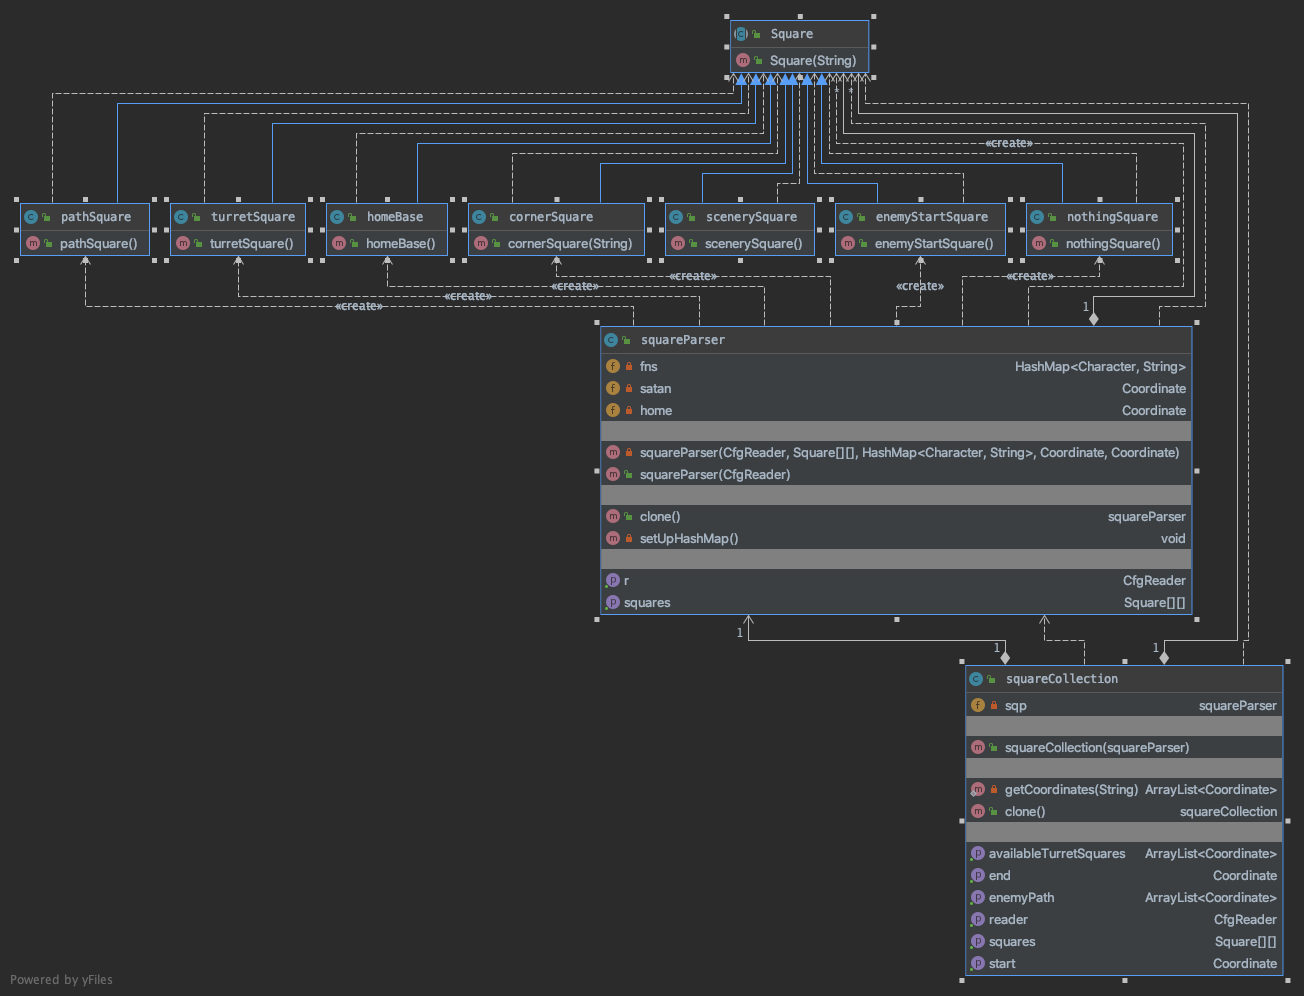 Square
Square(String)
* *
«create»
pathSquare
pathSquare()
turretSquare
turretSquare()
homeBase
homeBase()
cornerSquare
cornerSquare(String)
scenerySquare
scenerySquare()
enemyStartSquare
enemyStartSquare()
nothingSquare
nothingSquare()
«create» «create»
«create» «create»
«create»
«create» 1
squareParser
fns HashMap<Character, String>
satan Coordinate
home Coordinate
squareParser(CfgReader, Square[][], HashMap<Character, String>, Coordinate, Coordinate)
squareParser(CfgReader)
clone() squareParser
setUpHashMap() void
r CfgReader
squares Square[][]
1 1 1
squareCollection
sqp squareParser
squareCollection(squareParser)
getCoordinates(String) ArrayList<Coordinate>
clone() squareCollection
availableTurretSquares ArrayList<Coordinate>
end Coordinate
enemyPath ArrayList<Coordinate>
reader CfgReader
squares Square[][]
start Coordinate
Powered by yFiles